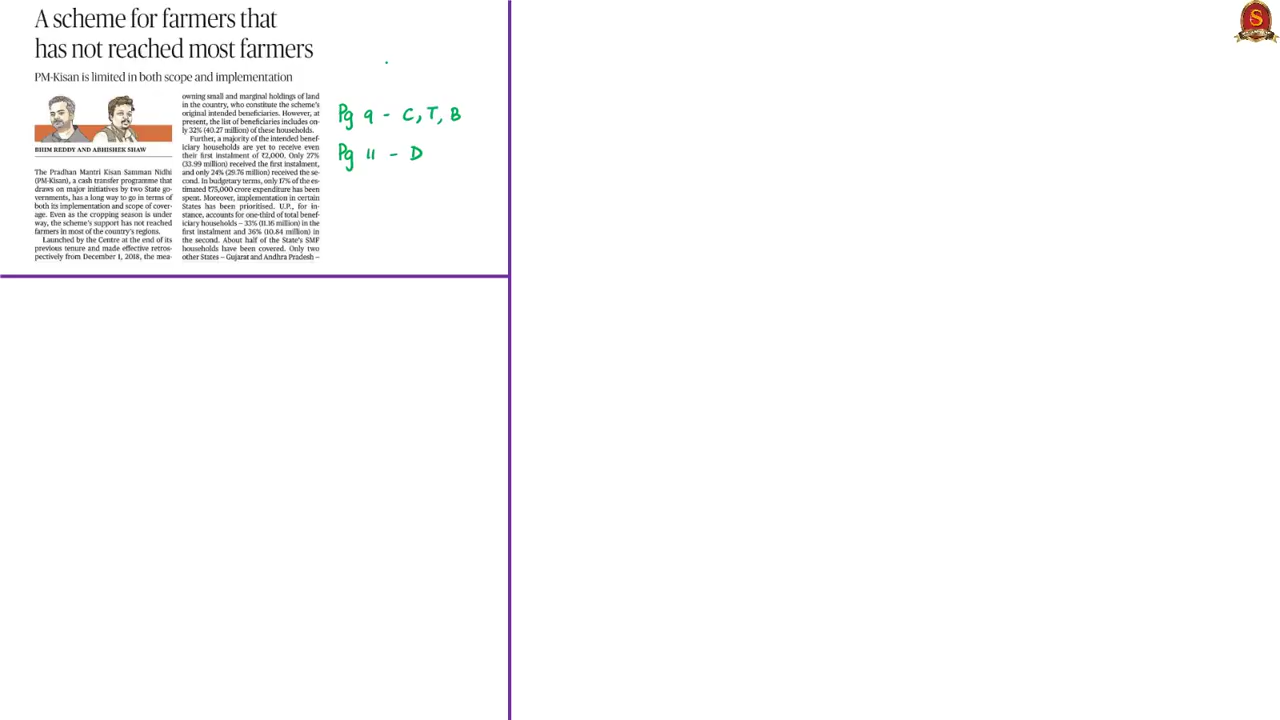 A scheme for farmers that
has not reached most farmers
PM-Kisan is limited in both scope and implementation
BHIM REDDY AND ABHISHEK SHAW
The Pradhan Mantri Kisan Samman Nidhi
(PM-Kisan), a cash transfer programme that
draws on major initiatives by two State go-
vernments, has a long way to go in terms of
both its implementation and scope of cover-
age. Even as the cropping season is under
way, the scheme's support has not reached
farmers in most of the country's regions.
Launched by the Centre at the end of its
previous tenure and made effective retros-
pectively from December 1, 2018, the mea-
owning small and marginal holdings of land
in the country, who constitute the scheme's
original intended beneficiaries. However, at
present, the list of beneficiaries includes on-
ly 32% (40.27 million) of these households.
Further, a majority of the intended benef-
iciary households are yet to receive even
their first instalment of ₹2,000. Only 27%
(33.99 million) received the first instalment,
and only 24% (29.76 million) received the se-
cond. In budgetary terms, only 17% of the es-
timated ₹75,000 crore expenditure has been
spent. Moreover, implementation in certain
States has been prioritised. U.P., for in-
stance, accounts for one-third of total benef-
iciary households — 33% (11.16 million) in the
first instalment and 36% (10.84 million) in
the second. About half of the State's SMF
households have been covered. Only two
other States — Gujarat and Andhra Pradesh —
Pg 9 - C, T, B
Pg 11 - D
S